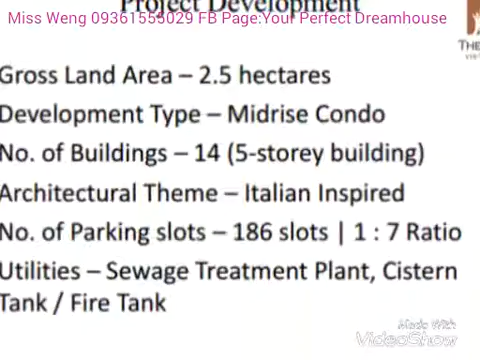 Project Development
Miss Weng 09361555029 FB Page:Your Perfect Dreamhouse
Gross Land Area – 2.5 hectares
Development Type – Midrise Condo
No. of Buildings – 14 (5-storey building)
Architectural Theme – Italian Inspired
No. of Parking slots – 186 slots | 1 : 7 Ratio
Utilities – Sewage Treatment Plant, Cistern
Tank / Fire Tank
Made With
VideoShow